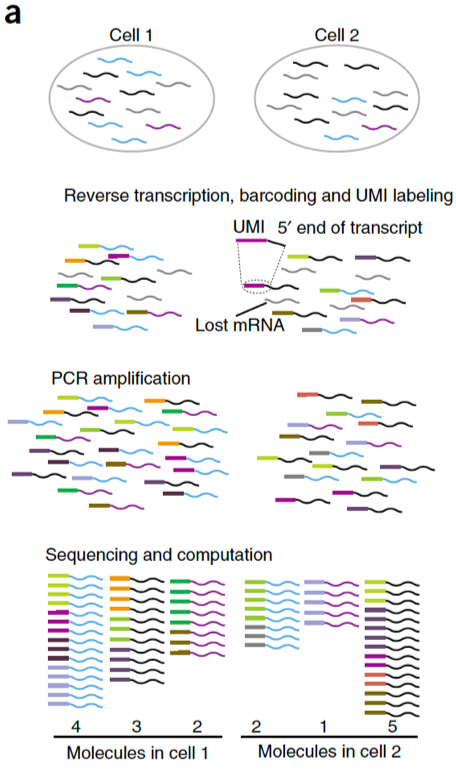 a
Cell 1 Cell 2
Reverse transcription, barcoding and UMI labeling
UMI 5′ end of transcript
Lost mRNA
PCR amplification
Sequencing and computation
4 3 2 2 1 5
Molecules in cell 1 Molecules in cell 2